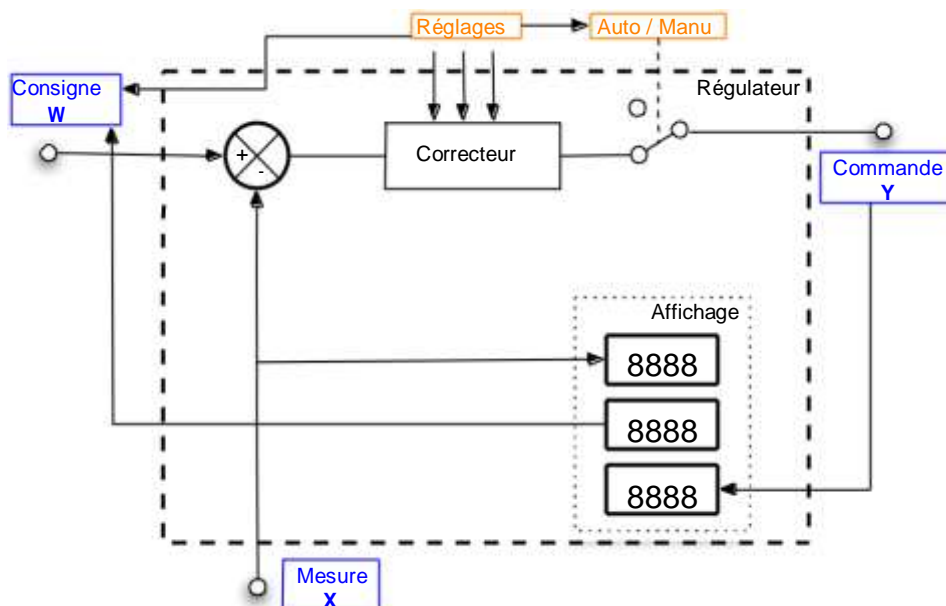 Réglages
Auto / Manu
Consigne
W
Régulateur
+
-
Correcteur
Commande
Y
Affichage
8888
8888
8888
Mesure
X